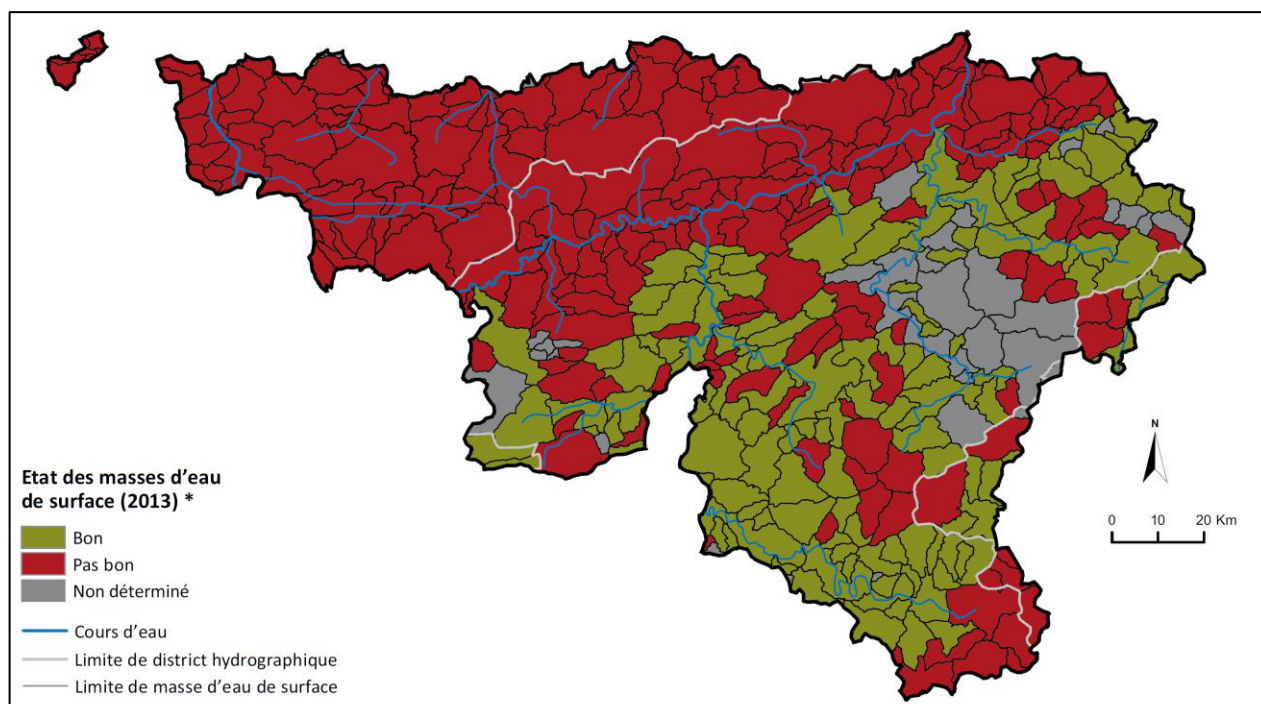 Etat des masses d'eau
de surface (2013) *
Bon
Pas bon
Non déterminé
Cours d'eau
Limite de district hydrographique
Limite de masse d'eau de surface
N
0 10 20 Km